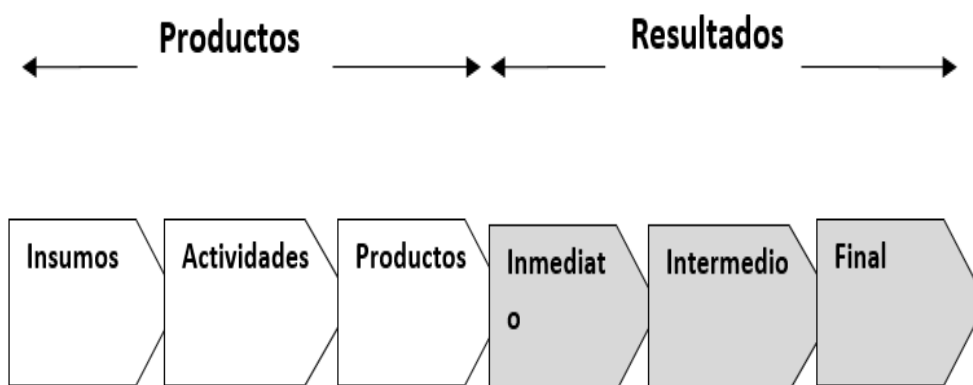 Productos
Resultados
Insumos
Actividades
Productos
Inmediat
o
Intermedio
Final